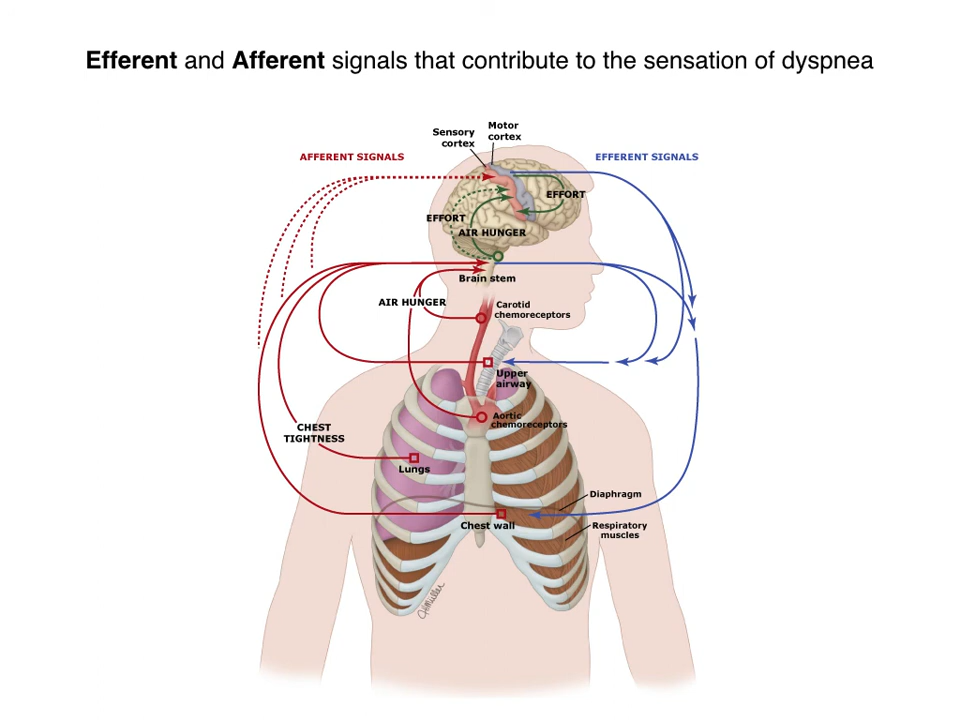 Efferent and Afferent signals that contribute to the sensation of dyspnea
Motor
cortex
Sensory
cortex
AFFERENT SIGNALS
EFFERENT SIGNALS
EFFORT
EFFORT
AIR HUNGER
Brain stem
AIR HUNGER
Carotid
chemoreceptors
Upper
airway
Aortic
chemoreceptors
CHEST
TIGHTNESS
Lungs
Diaphragm
Chest wall
Respiratory
muscles